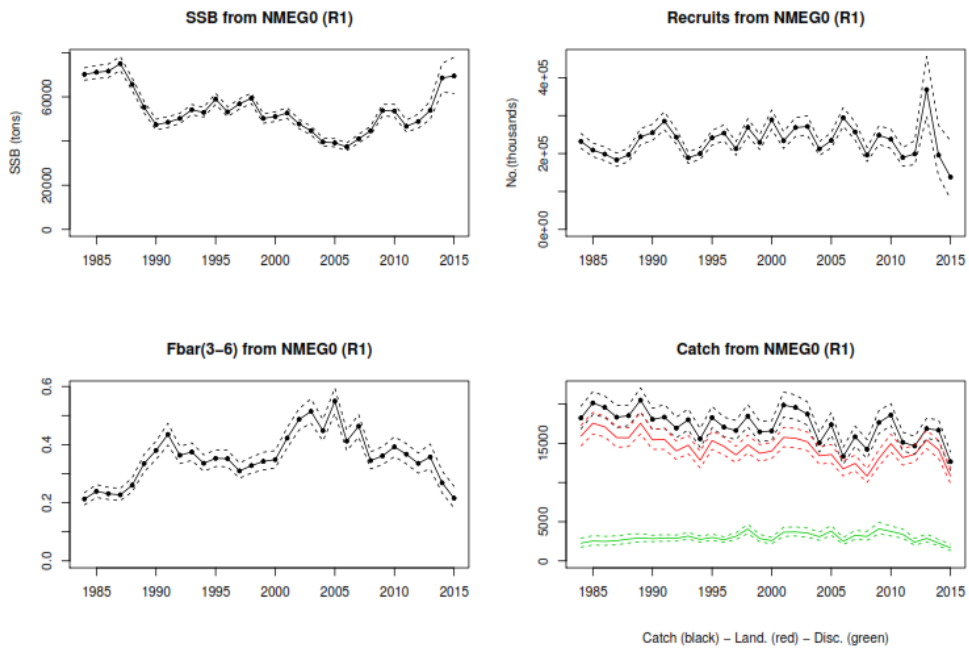 SSB from NMEG0 (R1)
SSB (tons)
0 20000 60000
1985 1990 1995 2000 2005 2010 2015
Recruits from NMEG0 (R1)
No.(thousands)
0e+00 2e+05 4e+05
1985 1990 1995 2000 2005 2010 2015
Fbar(3−6) from NMEG0 (R1)
0.0 0.2 0.4 0.6
1985 1990 1995 2000 2005 2010 2015
Catch from NMEG0 (R1)
0 5000 15000
1985 1990 1995 2000 2005 2010 2015
Catch (black) − Land. (red) − Disc. (green)